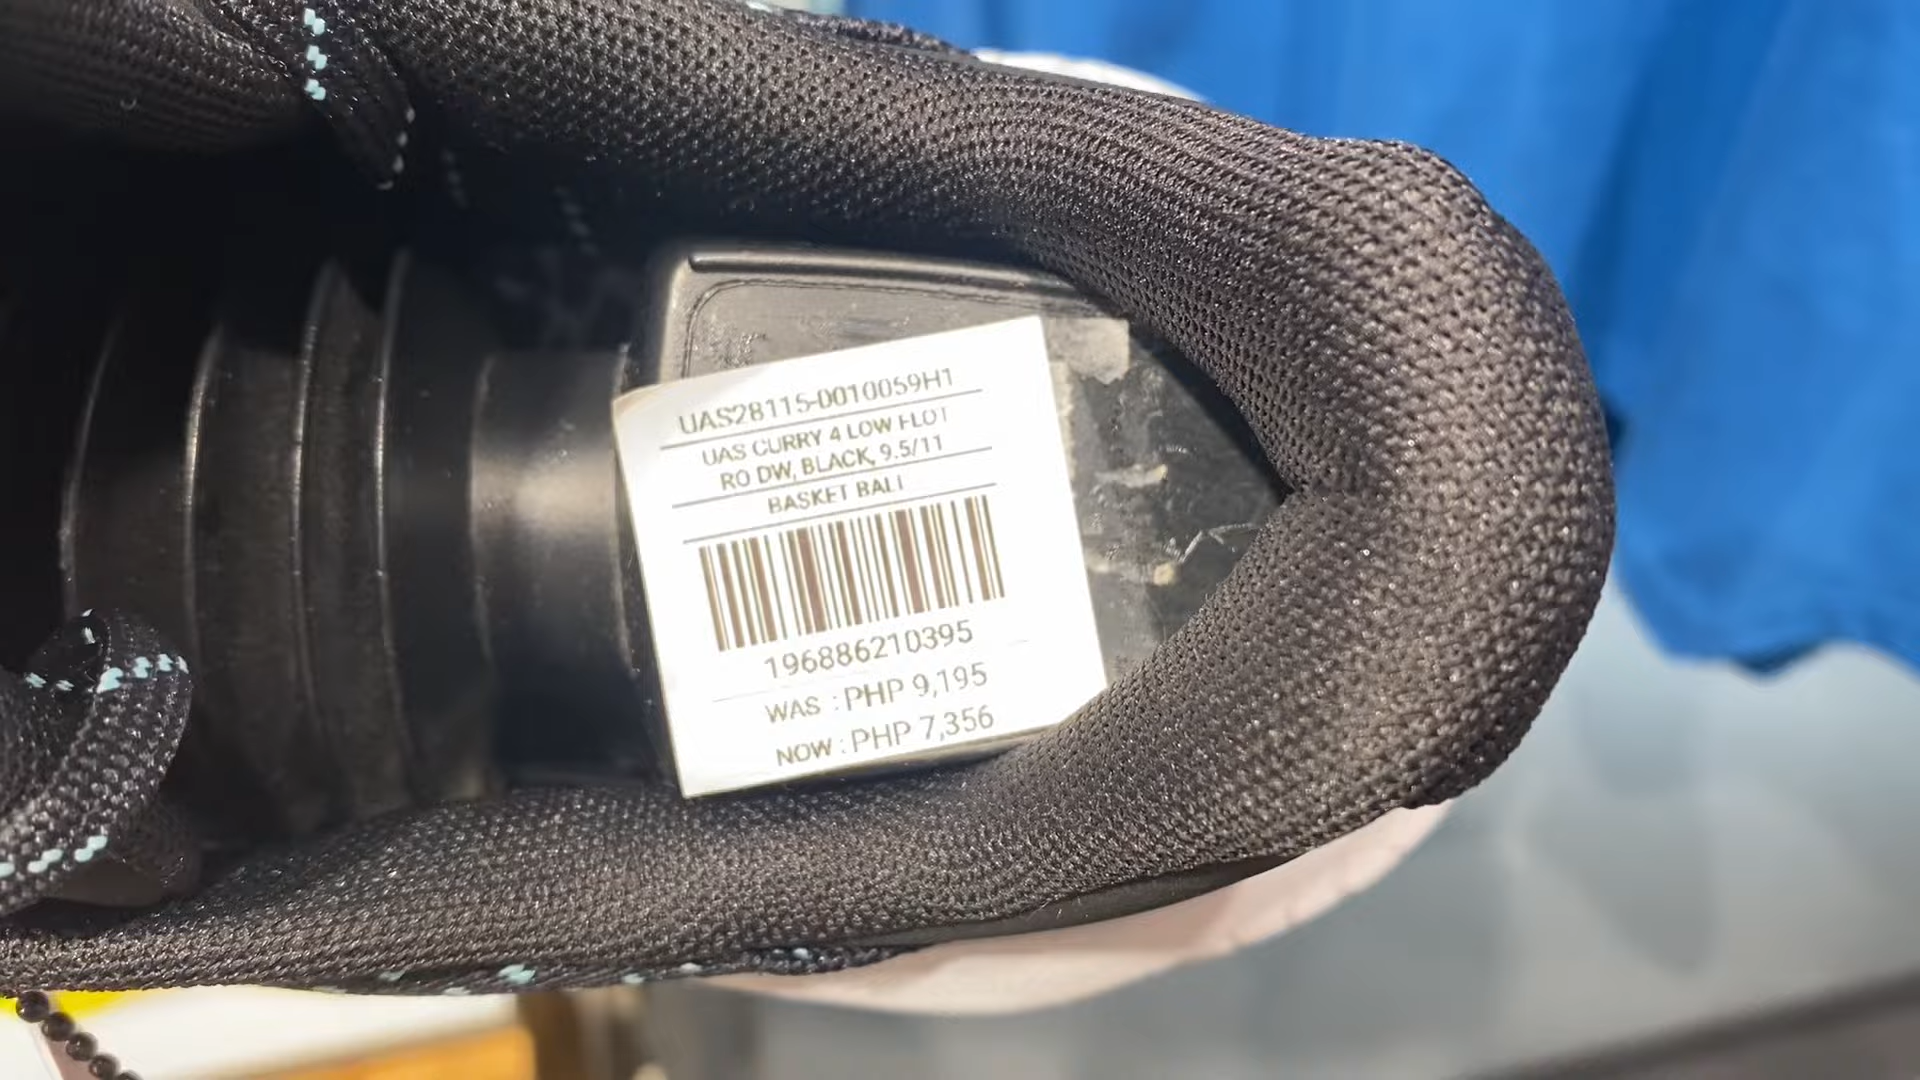 UAS28115-0010059H1
UAS CURRY 4 LOW FLOT
RO DW, BLACK, 9.5/11
BASKET BALL
196886210395
WAS : PHP 9,195
NOW : PHP 7,356